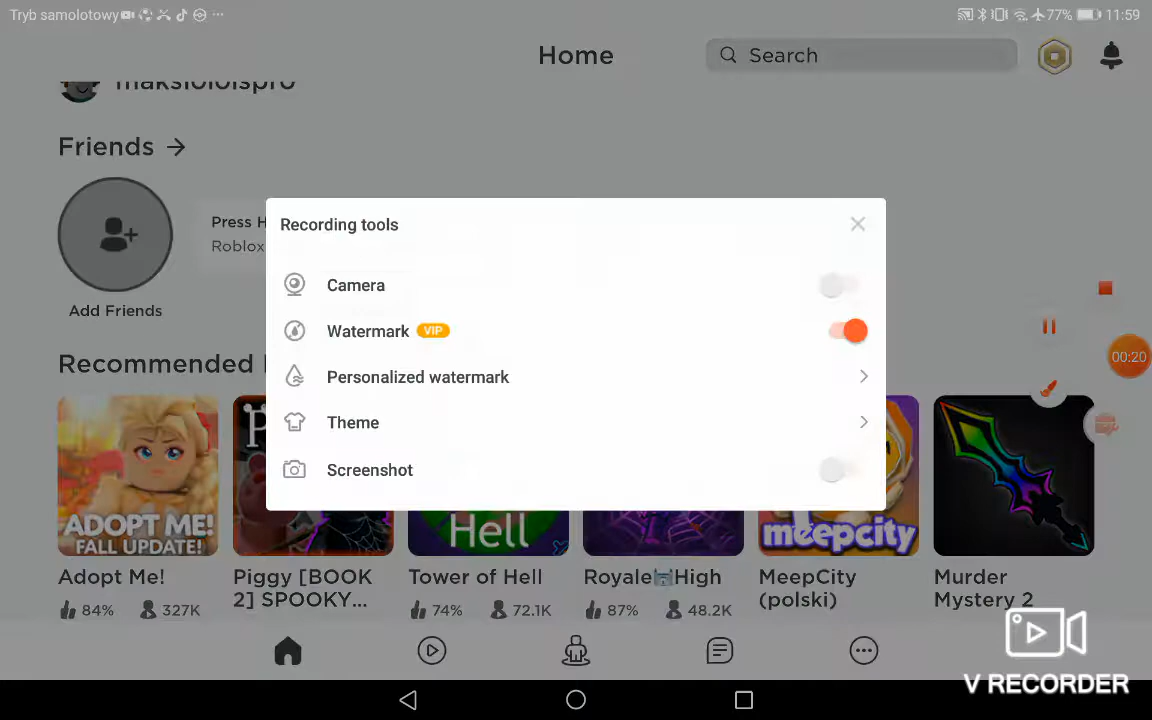 Tryb samolotowy
77% 11:59
Home
Search
makslololspro
Friends →
Press H
Roblox
Add Friends
Recording tools
Camera
Watermark VIP
Personalized watermark
Theme
Screenshot
00:20
Recommended
ADOPT ME!
FALL UPDATE!
Hell
meepcity
Adopt Me!
84% 327K
Piggy [BOOK
2] SPOOKY...
Tower of Hell
74% 72.1K
Royale🏰High
87% 48.2K
MeepCity
(polski)
Murder
Mystery 2
V RECORDER